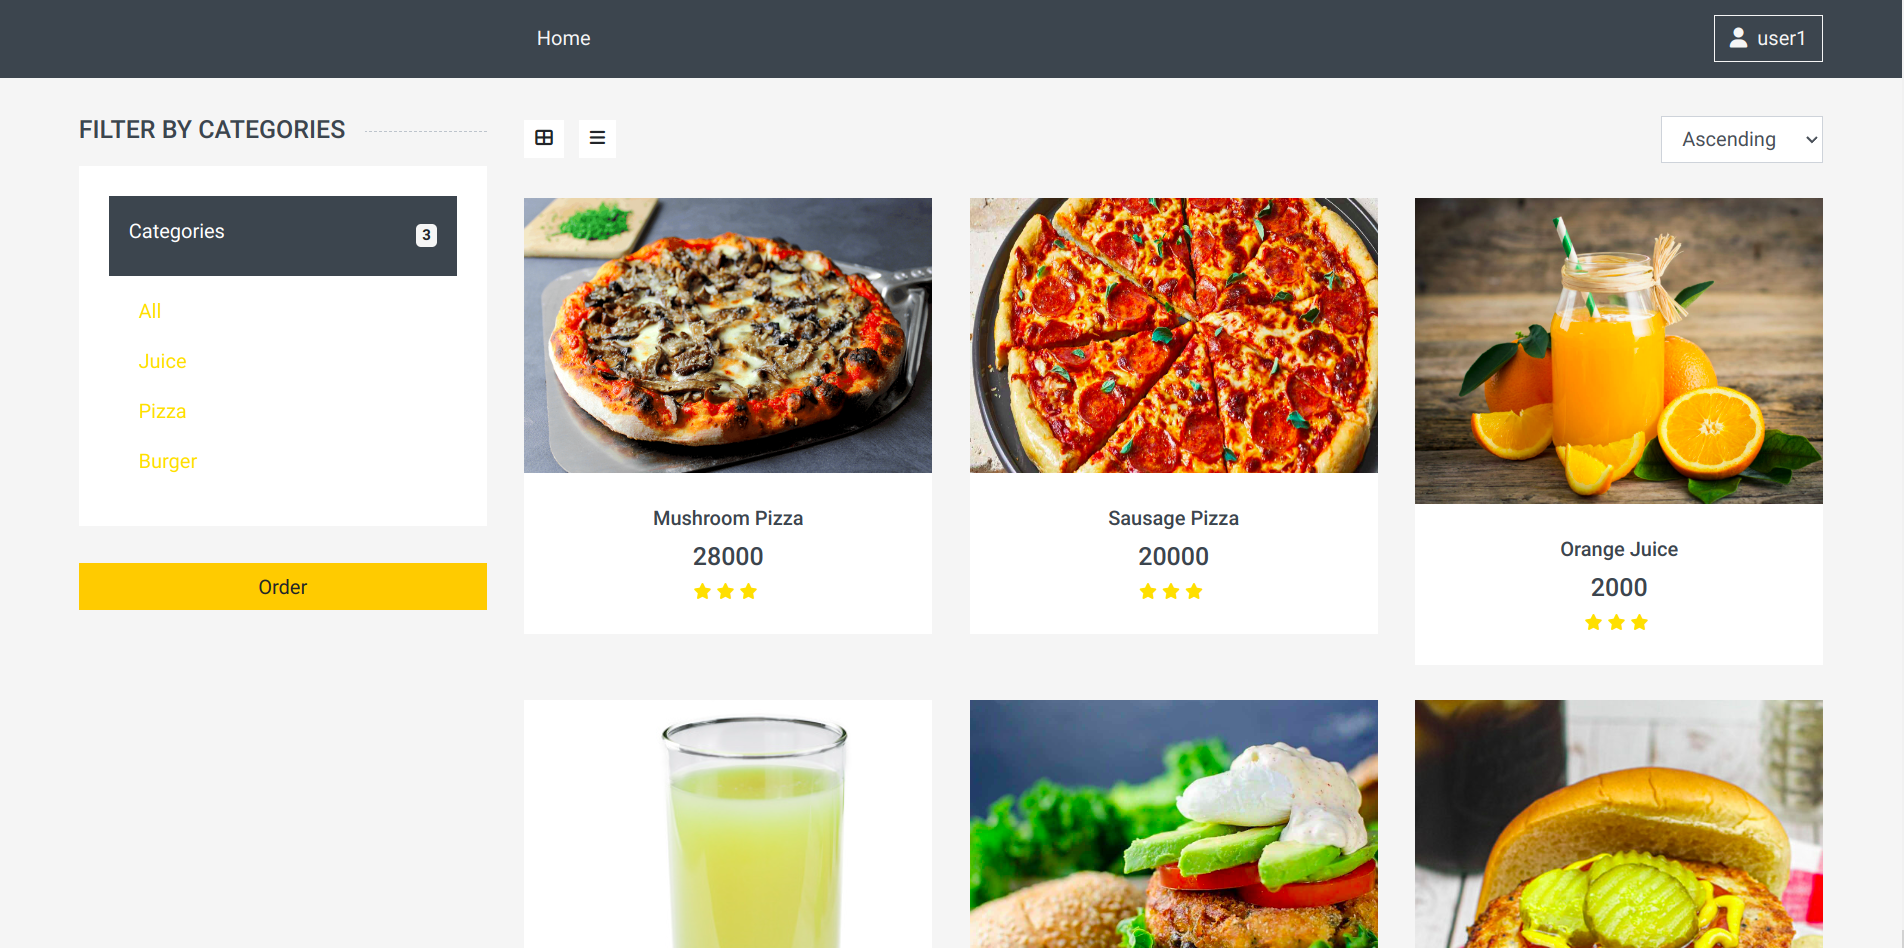 Home
user1
FILTER BY CATEGORIES
Ascending
Categories
3
All
Juice
Pizza
Burger
Order
Mushroom Pizza
28000
Sausage Pizza
20000
Orange Juice
2000